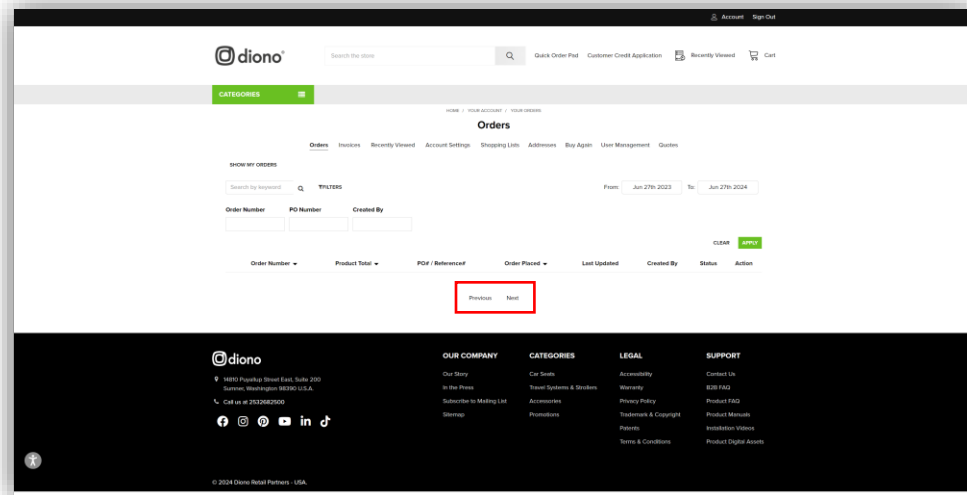 Account Sign Out
diono
Search the store
Quick Order Pad Customer Credit Application Recently Viewed Cart
CATEGORIES
HOME / YOUR ACCOUNT / YOUR ORDERS
Orders
Orders Invoices Recently Viewed Account Settings Shopping Lists Addresses Buy Again User Management Quotes
SHOW MY ORDERS
Search by keyword FILTERS From: Jun 27th 2023 To: Jun 27th 2024
Order Number PO Number Created By
CLEAR APPLY
Order Number Product Total PO# / Reference# Order Placed Last Updated Created By Status Action
Previous Next
diono
14810 Puyallup Street East, Suite 200
Sumner, Washington 98390 U.S.A.
Call us at 2532682500
OUR COMPANY
Our Story
In the Press
Subscribe to Mailing List
Sitemap
CATEGORIES
Car Seats
Travel Systems & Strollers
Accessories
Promotions
LEGAL
Accessibility
Warranty
Privacy Policy
Trademark & Copyright
Patents
Terms & Conditions
SUPPORT
Contact Us
B2B FAQ
Product FAQ
Product Manuals
Installation Videos
Product Digital Assets
© 2024 Diono Retail Partners - USA.